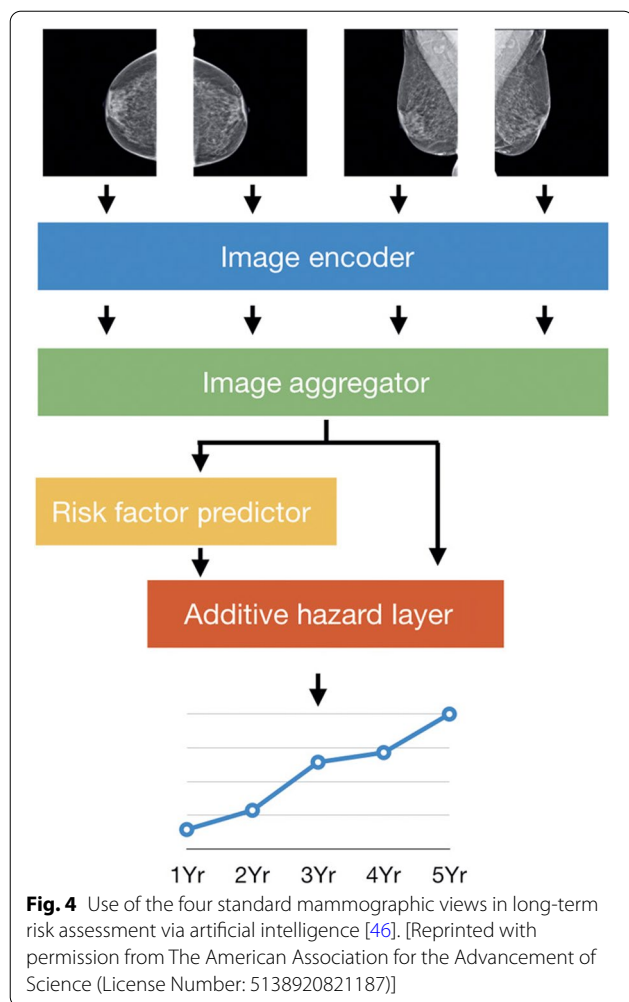 Image encoder
Image aggregator
Risk factor predictor
Additive hazard layer
1Yr 2Yr 3Yr 4Yr 5Yr
Fig. 4 Use of the four standard mammographic views in long-term
risk assessment via artificial intelligence [46]. [Reprinted with
permission from The American Association for the Advancement of
Science (License Number: 5138920821187)]